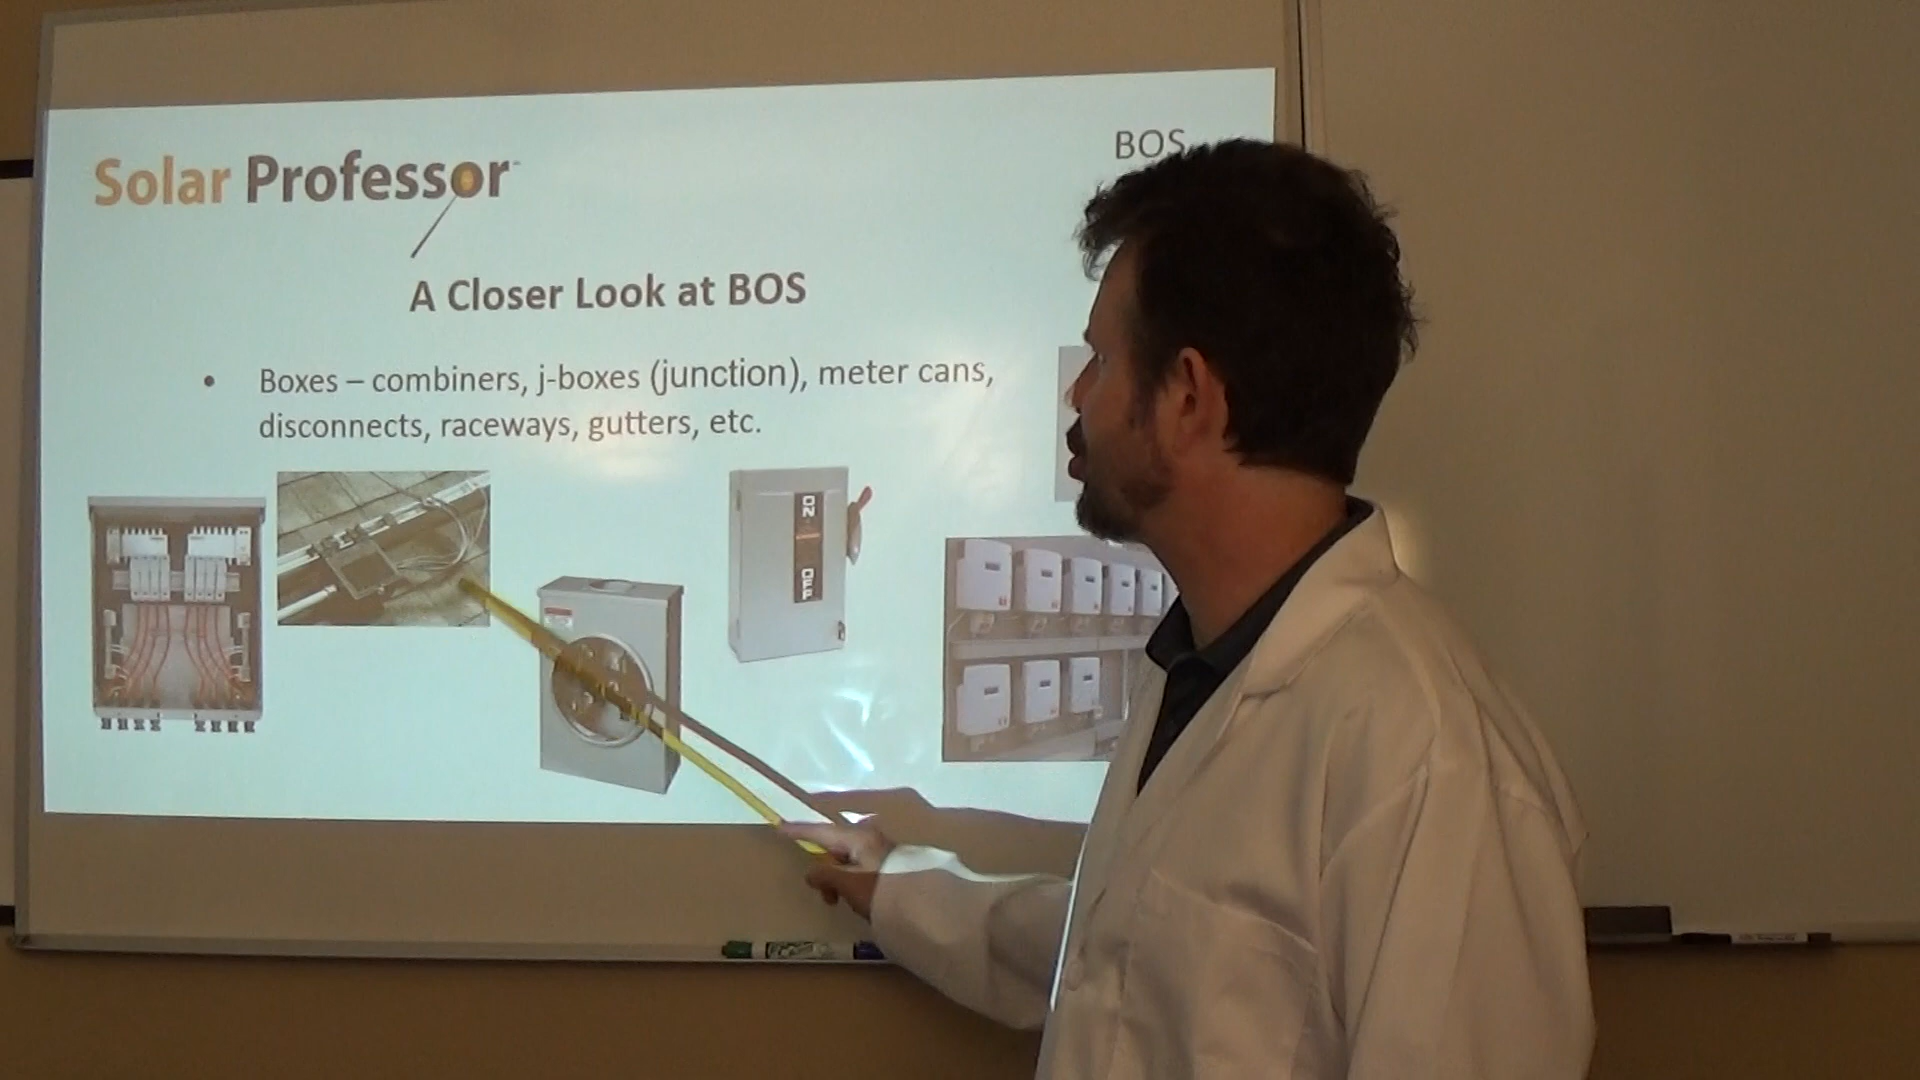 BOS
Solar Professor
A Closer Look at BOS
• Boxes – combiners, j-boxes (junction), meter cans,
disconnects, raceways, gutters, etc.
ON
OFF